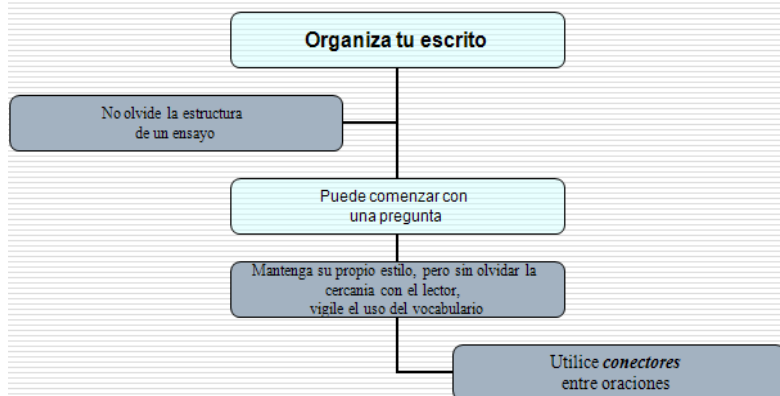 Organiza tu escrito
No olvide la estructura
de un ensayo
Puede comenzar con
una pregunta
Mantenga su propio estilo, pero sin olvidar la
cercania con el lector,
vigile el uso del vocabulario
Utilice conectores
entre oraciones